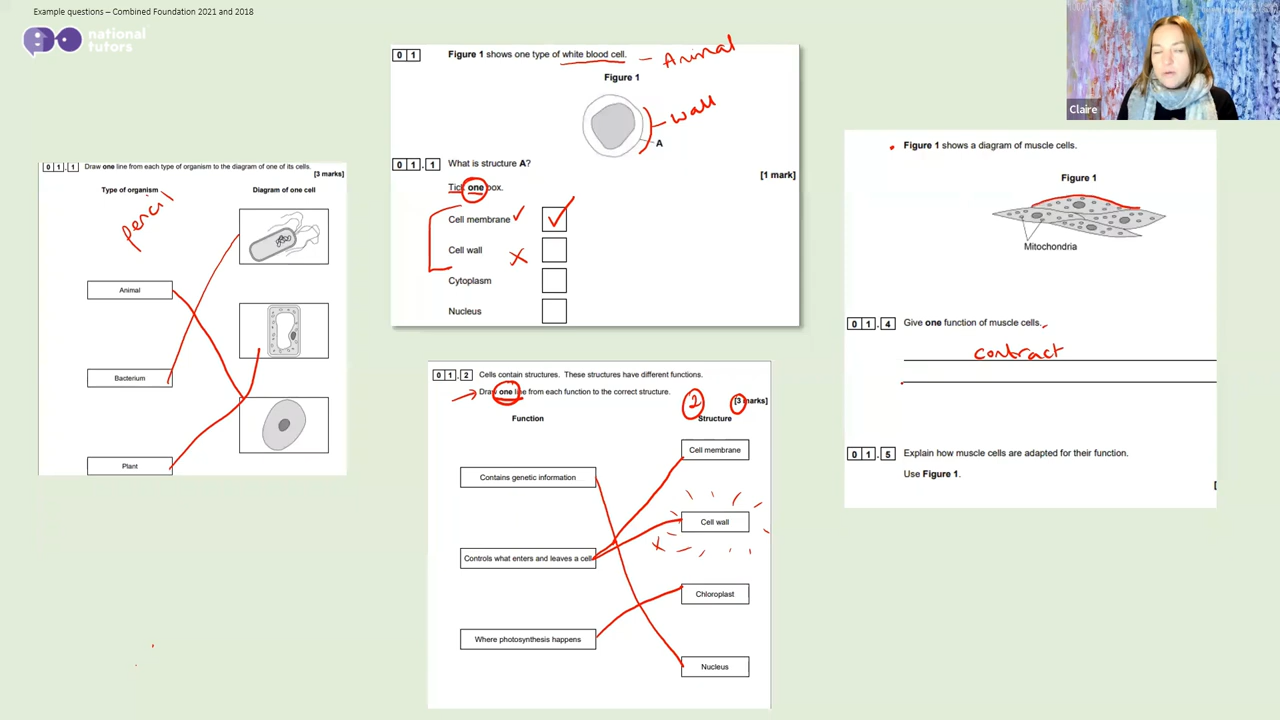 Example questions – Combined Foundation 2021 and 2018
national
tutors
Claire
0 1 . 1 Draw one line from each type of organism to the diagram of one of its cells.
[3 marks]
Type of organism Diagram of one cell
pencil
Animal
Bacterium
Plant
0 1 Figure 1 shows one type of white blood cell. – Animal
Figure 1
wall
A
0 1 . 1 What is structure A?
[1 mark]
Tick one box.
Cell membrane
Cell wall
Cytoplasm
Nucleus
0 1 . 2 Cells contain structures. These structures have different functions.
Draw one line from each function to the correct structure.
2 [3 marks]
Function Structure
Cell membrane
Contains genetic information
Cell wall
Controls what enters and leaves a cell
Chloroplast
Where photosynthesis happens
Nucleus
Figure 1 shows a diagram of muscle cells.
Figure 1
Mitochondria
0 1 . 4 Give one function of muscle cells.
contract
0 1 . 5 Explain how muscle cells are adapted for their function.
Use Figure 1.
[